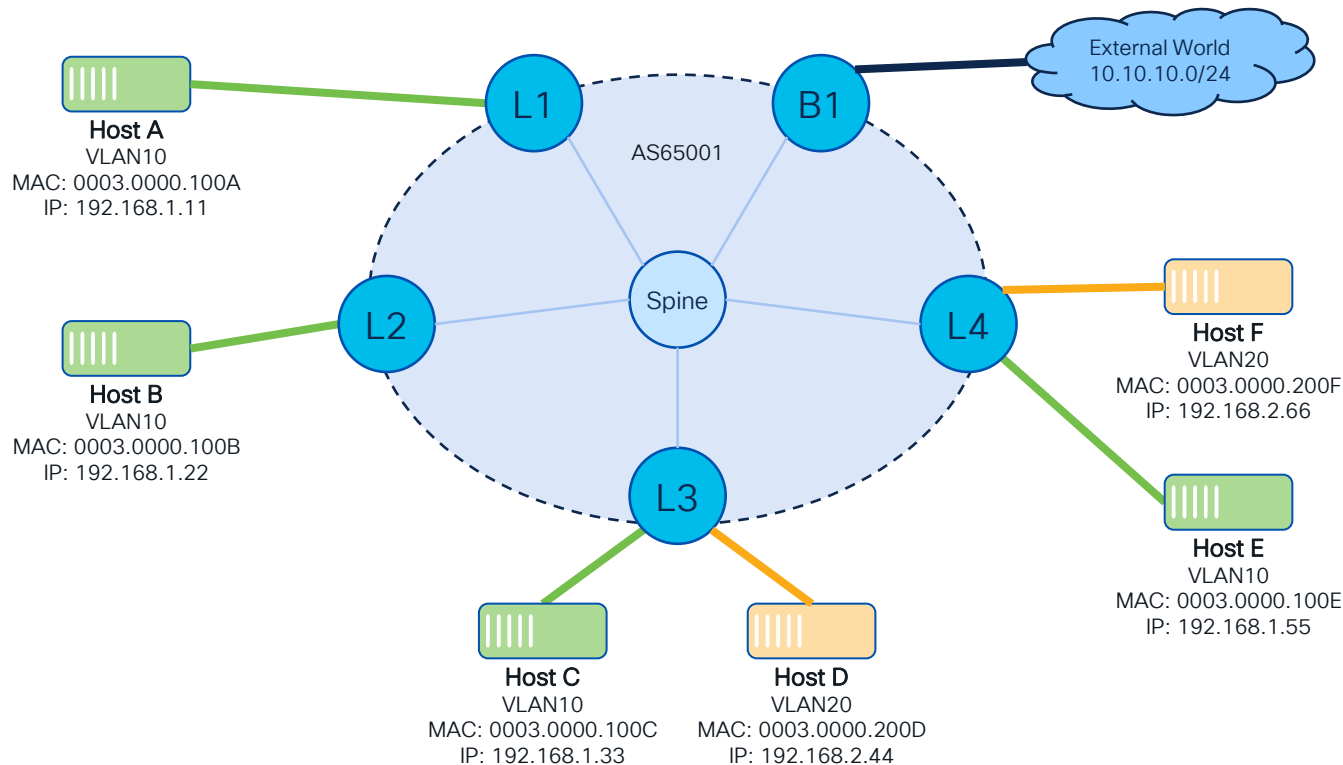 External World
10.10.10.0/24
L1
B1
Host A
VLAN10
MAC: 0003.0000.100A
IP: 192.168.1.11
AS65001
Spine
L2
L4
Host F
VLAN20
MAC: 0003.0000.200F
IP: 192.168.2.66
Host B
VLAN10
MAC: 0003.0000.100B
IP: 192.168.1.22
L3
Host E
VLAN10
MAC: 0003.0000.100E
IP: 192.168.1.55
Host C
VLAN10
MAC: 0003.0000.100C
IP: 192.168.1.33
Host D
VLAN20
MAC: 0003.0000.200D
IP: 192.168.2.44